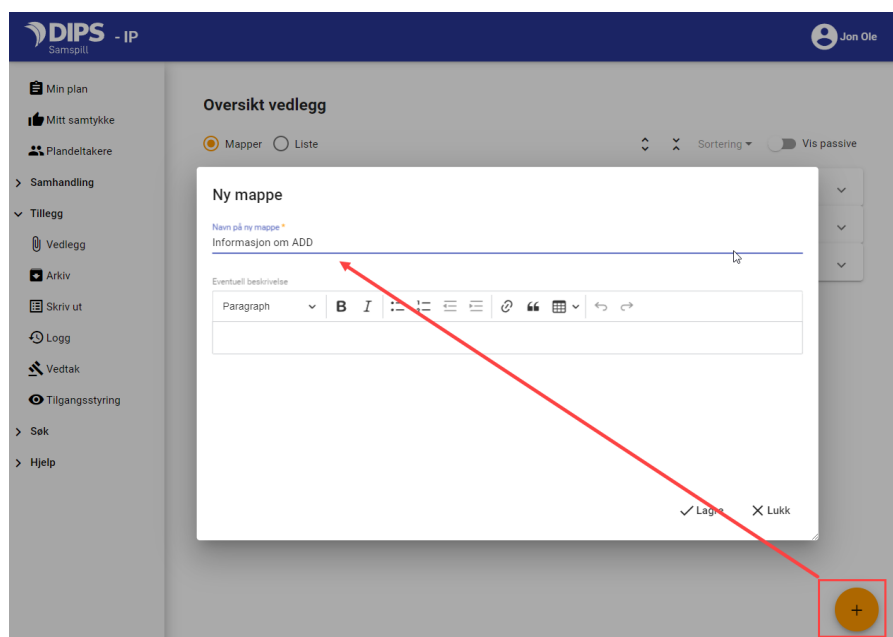 DIPS - IP
Samspill
Jon Ole
Min plan
Mitt samtykke
Plandeltakere
Samhandling
Tillegg
Vedlegg
Arkiv
Skriv ut
Logg
Vedtak
Tilgangsstyring
Søk
Hjelp
Oversikt vedlegg
Mapper Liste Sortering Vis passive
Ny mappe
Navn på ny mappe *
Informasjon om ADD
Eventuell beskrivelse
Paragraph B I
Lagre Lukk
+